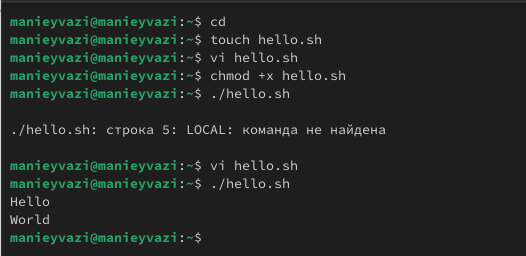 manieyvazi@manieyvazi:~$ cd
manieyvazi@manieyvazi:~$ touch hello.sh
manieyvazi@manieyvazi:~$ vi hello.sh
manieyvazi@manieyvazi:~$ chmod +x hello.sh
manieyvazi@manieyvazi:~$ ./hello.sh
./hello.sh: строка 5: LOCAL: команда не найдена
manieyvazi@manieyvazi:~$ vi hello.sh
manieyvazi@manieyvazi:~$ ./hello.sh
Hello
World
manieyvazi@manieyvazi:~$